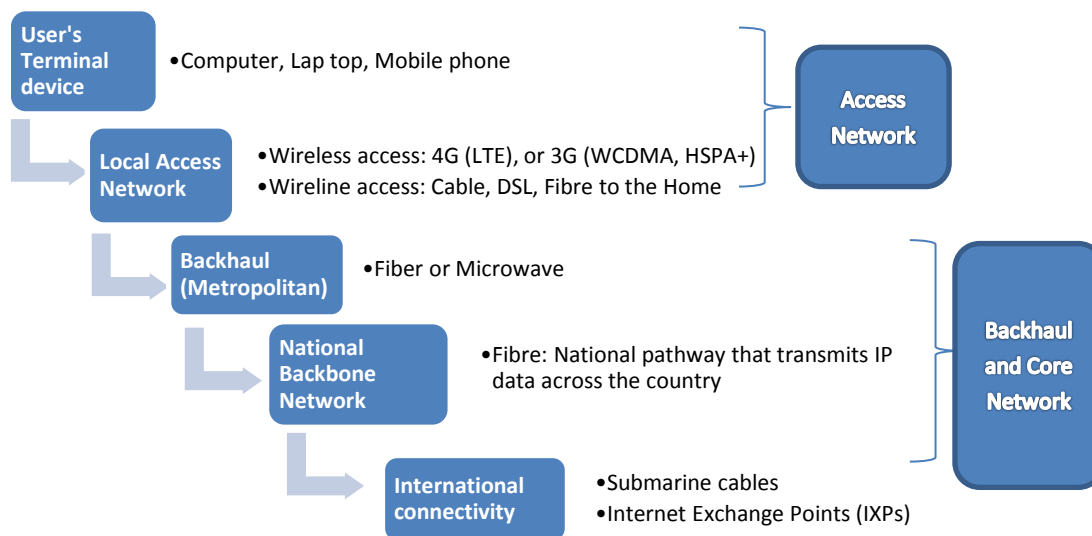 User's
Terminal
device
•Computer, Lap top, Mobile phone
Access
Network
Local Access
Network
•Wireless access: 4G (LTE), or 3G (WCDMA, HSPA+)
•Wireline access: Cable, DSL, Fibre to the Home
Backhaul
(Metropolitan)
•Fiber or Microwave
Backhaul
and Core
Network
National
Backbone
Network
•Fibre: National pathway that transmits IP
data across the country
International
connectivity
•Submarine cables
•Internet Exchange Points (IXPs)